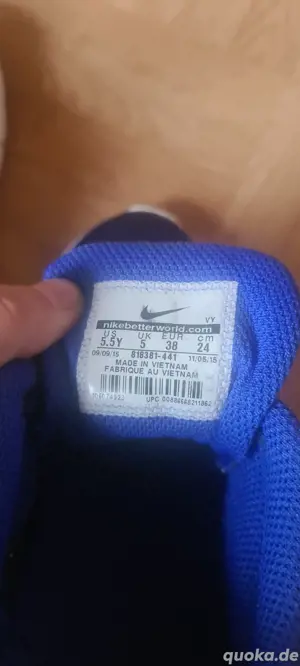 VY
nikebetterworld.com
US UK EUR cm
5.5Y 5 38 24
09/09/15 818381-441 11/06/15
MADE IN VIETNAM
FABRIQUE AU VIETNAM
UPC
quoka.de